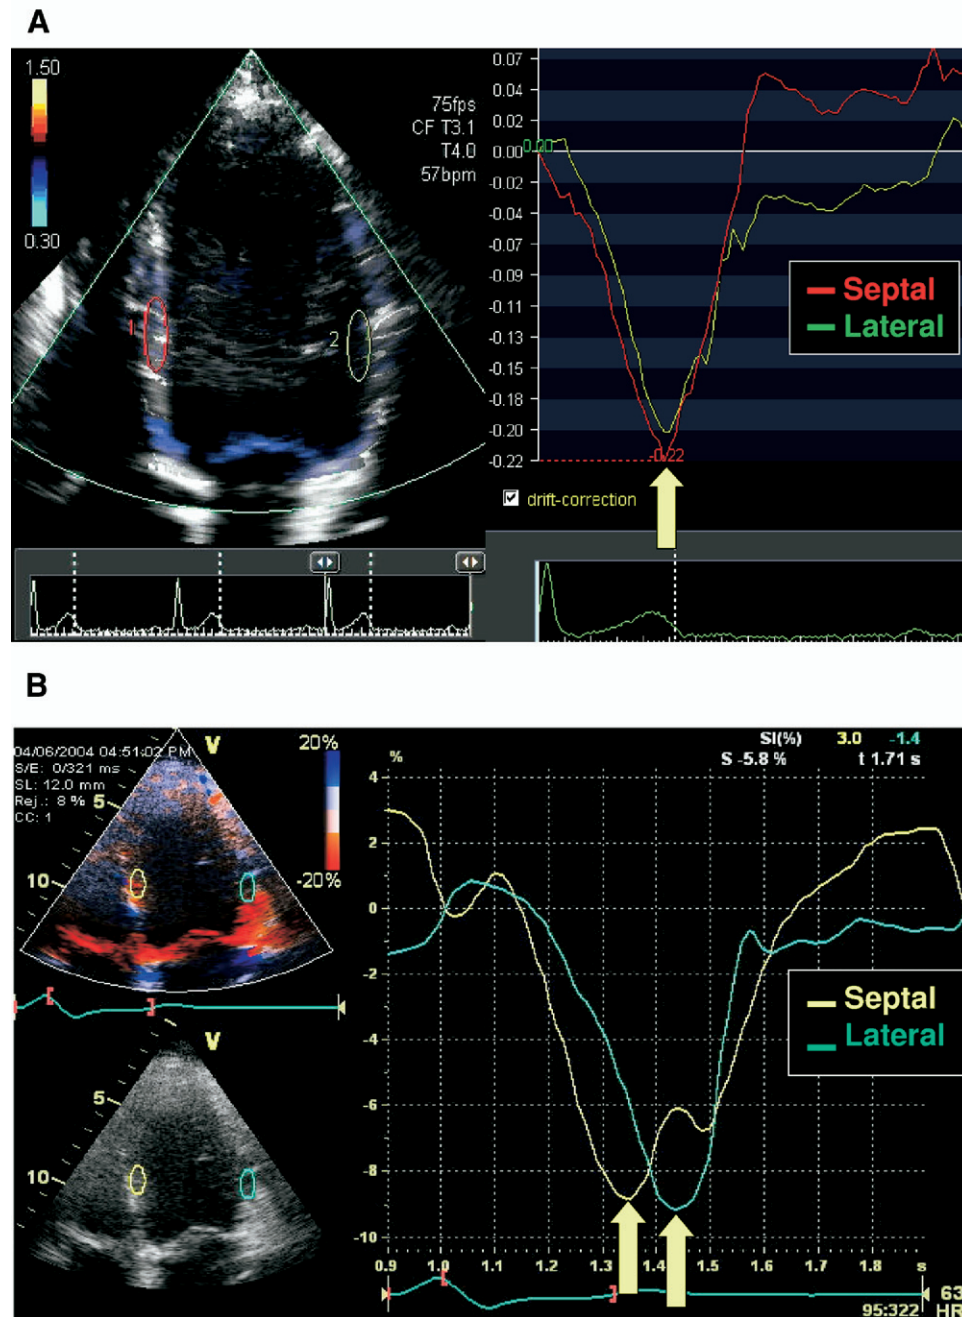 A
1.50
0.30
75fps
CF T3.1
T4.0
57bpm
1
2
0.07
0.04
0.02
0.00
0.00
-0.02
-0.04
-0.07
-0.09
-0.11
-0.13
-0.15
-0.18
-0.20
-0.22
-0.22
Septal
Lateral
drift-correction
B
04/06/2004 04:51:02 PM
S/E: 0/321 ms
SL: 12.0 mm
Rej.: 8 %
CC: 1
V
20%
-20%
5
10
V
5
10
SI(%) 3.0 -1.4
S -5.8 % t 1.71 s
%
4
2
0
-2
-4
-6
-8
-10
Septal
Lateral
0.9 1.0 1.1 1.2 1.3 1.4 1.5 1.6 1.7 1.8 s
63
95:322 HR